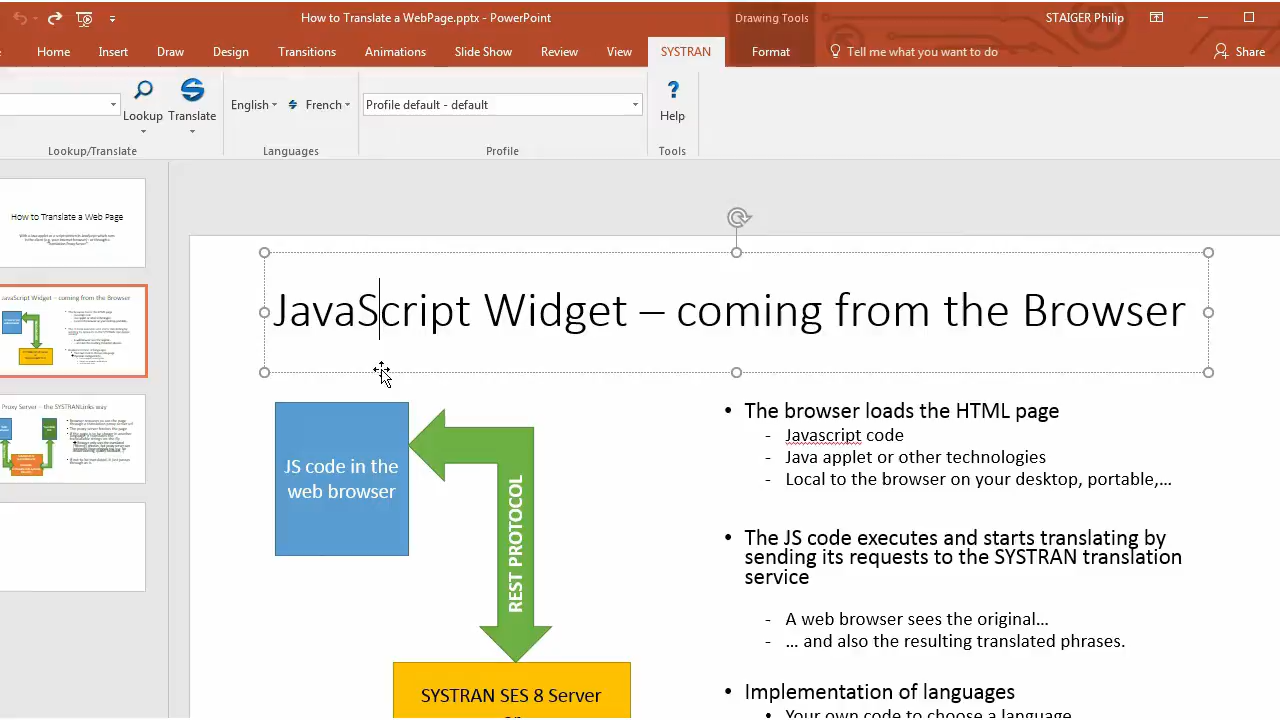 How to Translate a WebPage.pptx - PowerPoint
Drawing Tools
STAIGER Philip
Home Insert Draw Design Transitions Animations Slide Show Review View SYSTRAN Format Tell me what you want to do Share
Lookup Translate
English French
Profile default - default
Help
Lookup/Translate Languages Profile Tools
How to Translate a Web Page
JavaScript Widget – coming from the Browser
Proxy Server – the SYSTRANLinks way
JavaScript Widget – coming from the Browser
JS code in the
web browser
REST PROTOCOL
SYSTRAN SES 8 Server
• The browser loads the HTML page
- Javascript code
- Java applet or other technologies
- Local to the browser on your desktop, portable,...
• The JS code executes and starts translating by
sending its requests to the SYSTRAN translation
service
- A web browser sees the original...
- ... and also the resulting translated phrases.
• Implementation of languages
• Your own code to choose a language